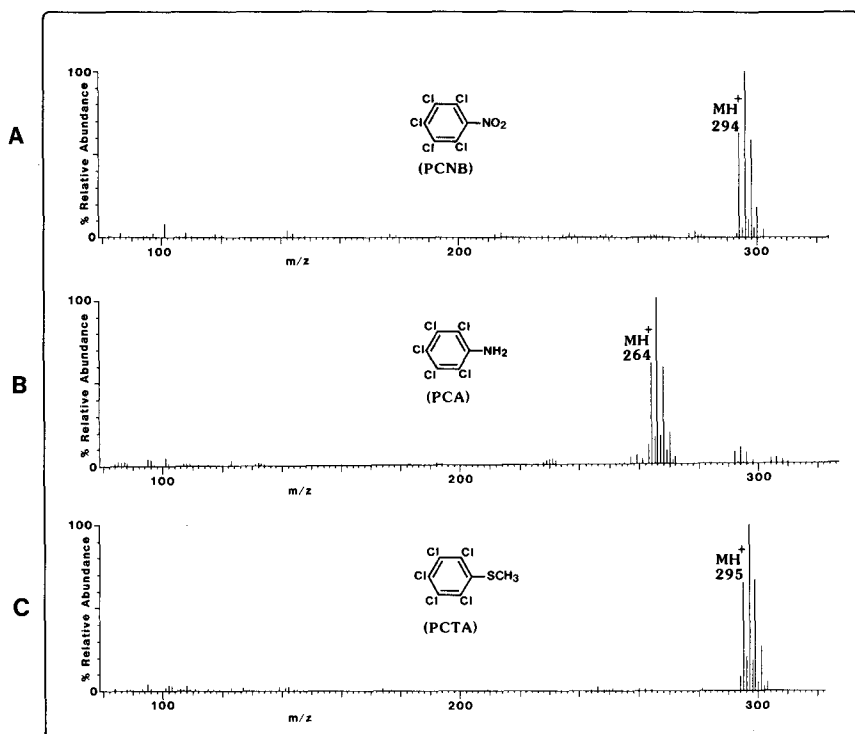 A
100
% Relative Abundance
0
Cl Cl
Cl NO2
Cl Cl
(PCNB)
MH+
294
200
300
m/z
B
100
% Relative Abundance
0
Cl Cl
Cl NH2
Cl Cl
(PCA)
MH+
264
100
200
300
m/z
C
100
% Relative Abundance
0
Cl Cl
Cl SCH3
Cl Cl
(PCTA)
MH+
295
100
200
300
m/z
m/z